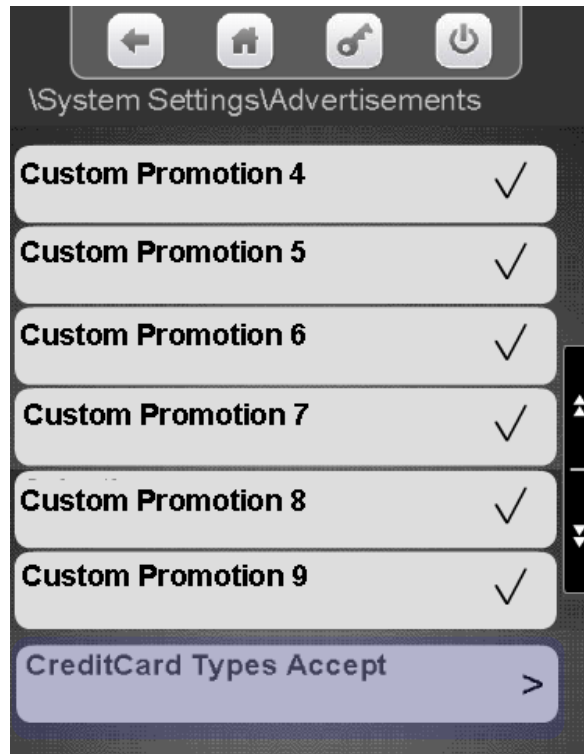 \System Settings\Advertisements
Custom Promotion 4
Custom Promotion 5
Custom Promotion 6
Custom Promotion 7
Custom Promotion 8
Custom Promotion 9
CreditCard Types Accept
>